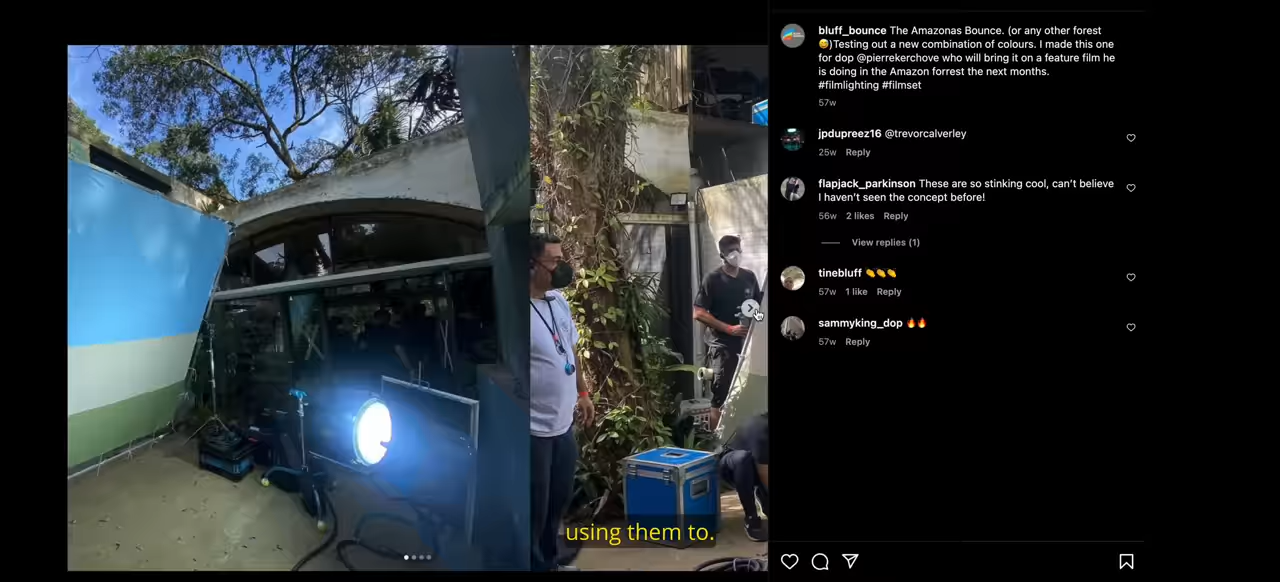 bluff_bounce The Amazonas Bounce. (or any other forest
😅)Testing out a new combination of colours. I made this one
for dop @pierrekerchove who will bring it on a feature film he
is doing in the Amazon forrest the next months.
#filmlighting #filmset
57w
jpdupreez16 @trevorcalverley
25w Reply
flapjack_parkinson These are so stinking cool, can't believe
I haven't seen the concept before!
56w 2 likes Reply
View replies (1)
tinebluff 👏👏👏
57w 1 like Reply
sammyking_dop 🔥🔥
57w Reply
using them to.